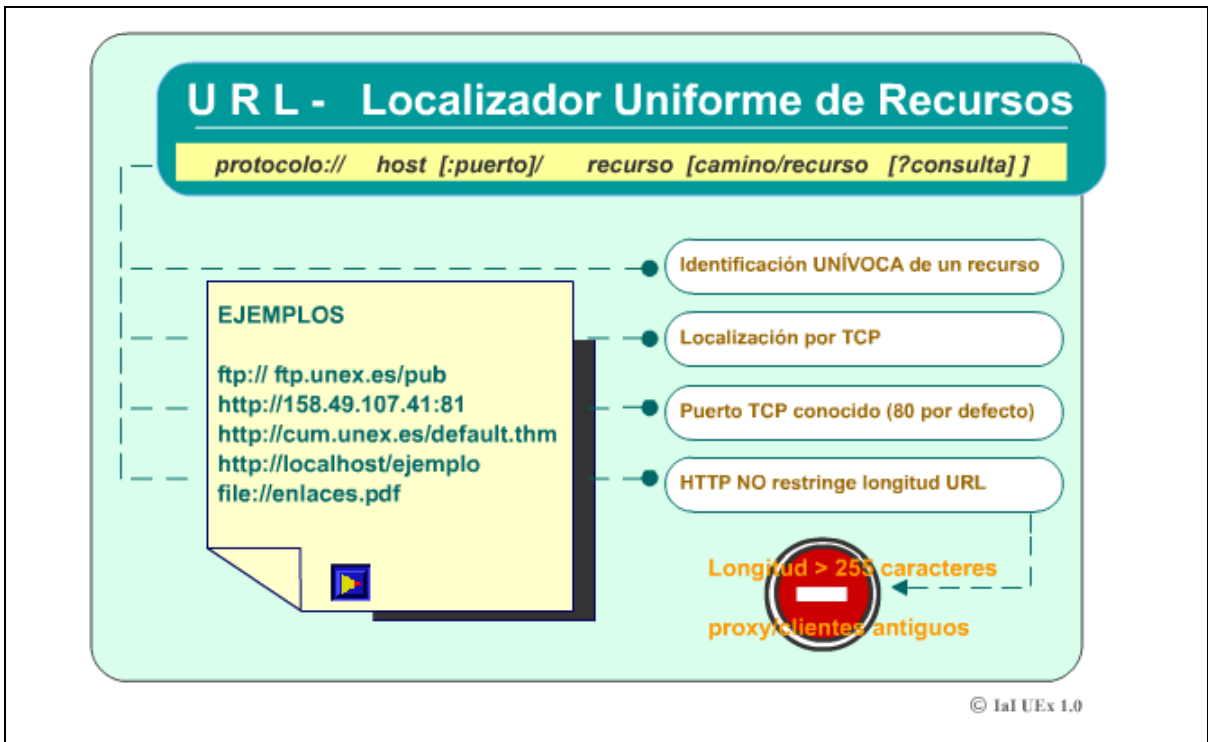 U R L - Localizador Uniforme de Recursos
protocolo:// host [:puerto]/ recurso [camino/recurso [?consulta] ]
Identificación UNÍVOCA de un recurso
EJEMPLOS
ftp:// ftp.unex.es/pub
http://158.49.107.41:81
http://cum.unex.es/default.thm
http://localhost/ejemplo
file://enlaces.pdf
Localización por TCP
Puerto TCP conocido (80 por defecto)
HTTP NO restringe longitud URL
Longitud > 255 caracteres
proxy/clientes antiguos
© IaI UEx 1.0